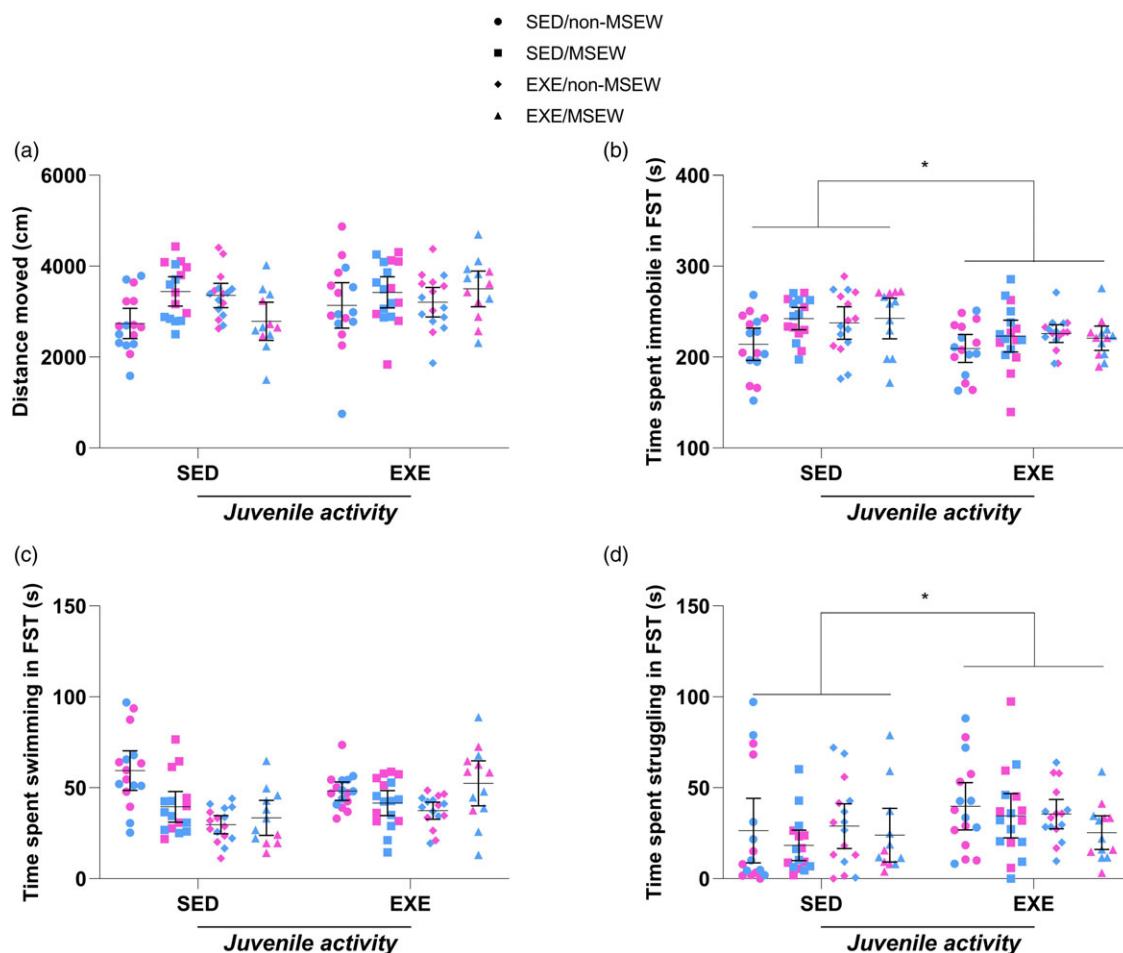 SED/non-MSEW
SED/MSEW
EXE/non-MSEW
EXE/MSEW
(a)
Distance moved (cm)
6000
4000
2000
0
SED
EXE
Juvenile activity
(b)
Time spent immobile in FST (s)
400
300
200
100
*
SED
EXE
Juvenile activity
(c)
Time spent swimming in FST (s)
150
100
50
0
SED
EXE
Juvenile activity
(d)
Time spent struggling in FST (s)
150
100
50
0
*
SED
EXE
Juvenile activity